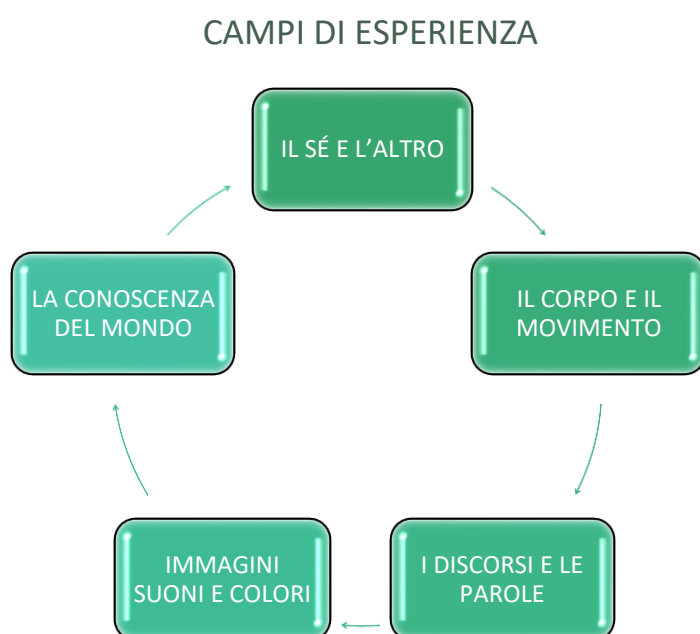 CAMPI DI ESPERIENZA
IL SÉ E L’ALTRO
IL CORPO E IL
MOVIMENTO
I DISCORSI E LE
PAROLE
IMMAGINI
SUONI E COLORI
LA CONOSCENZA
DEL MONDO